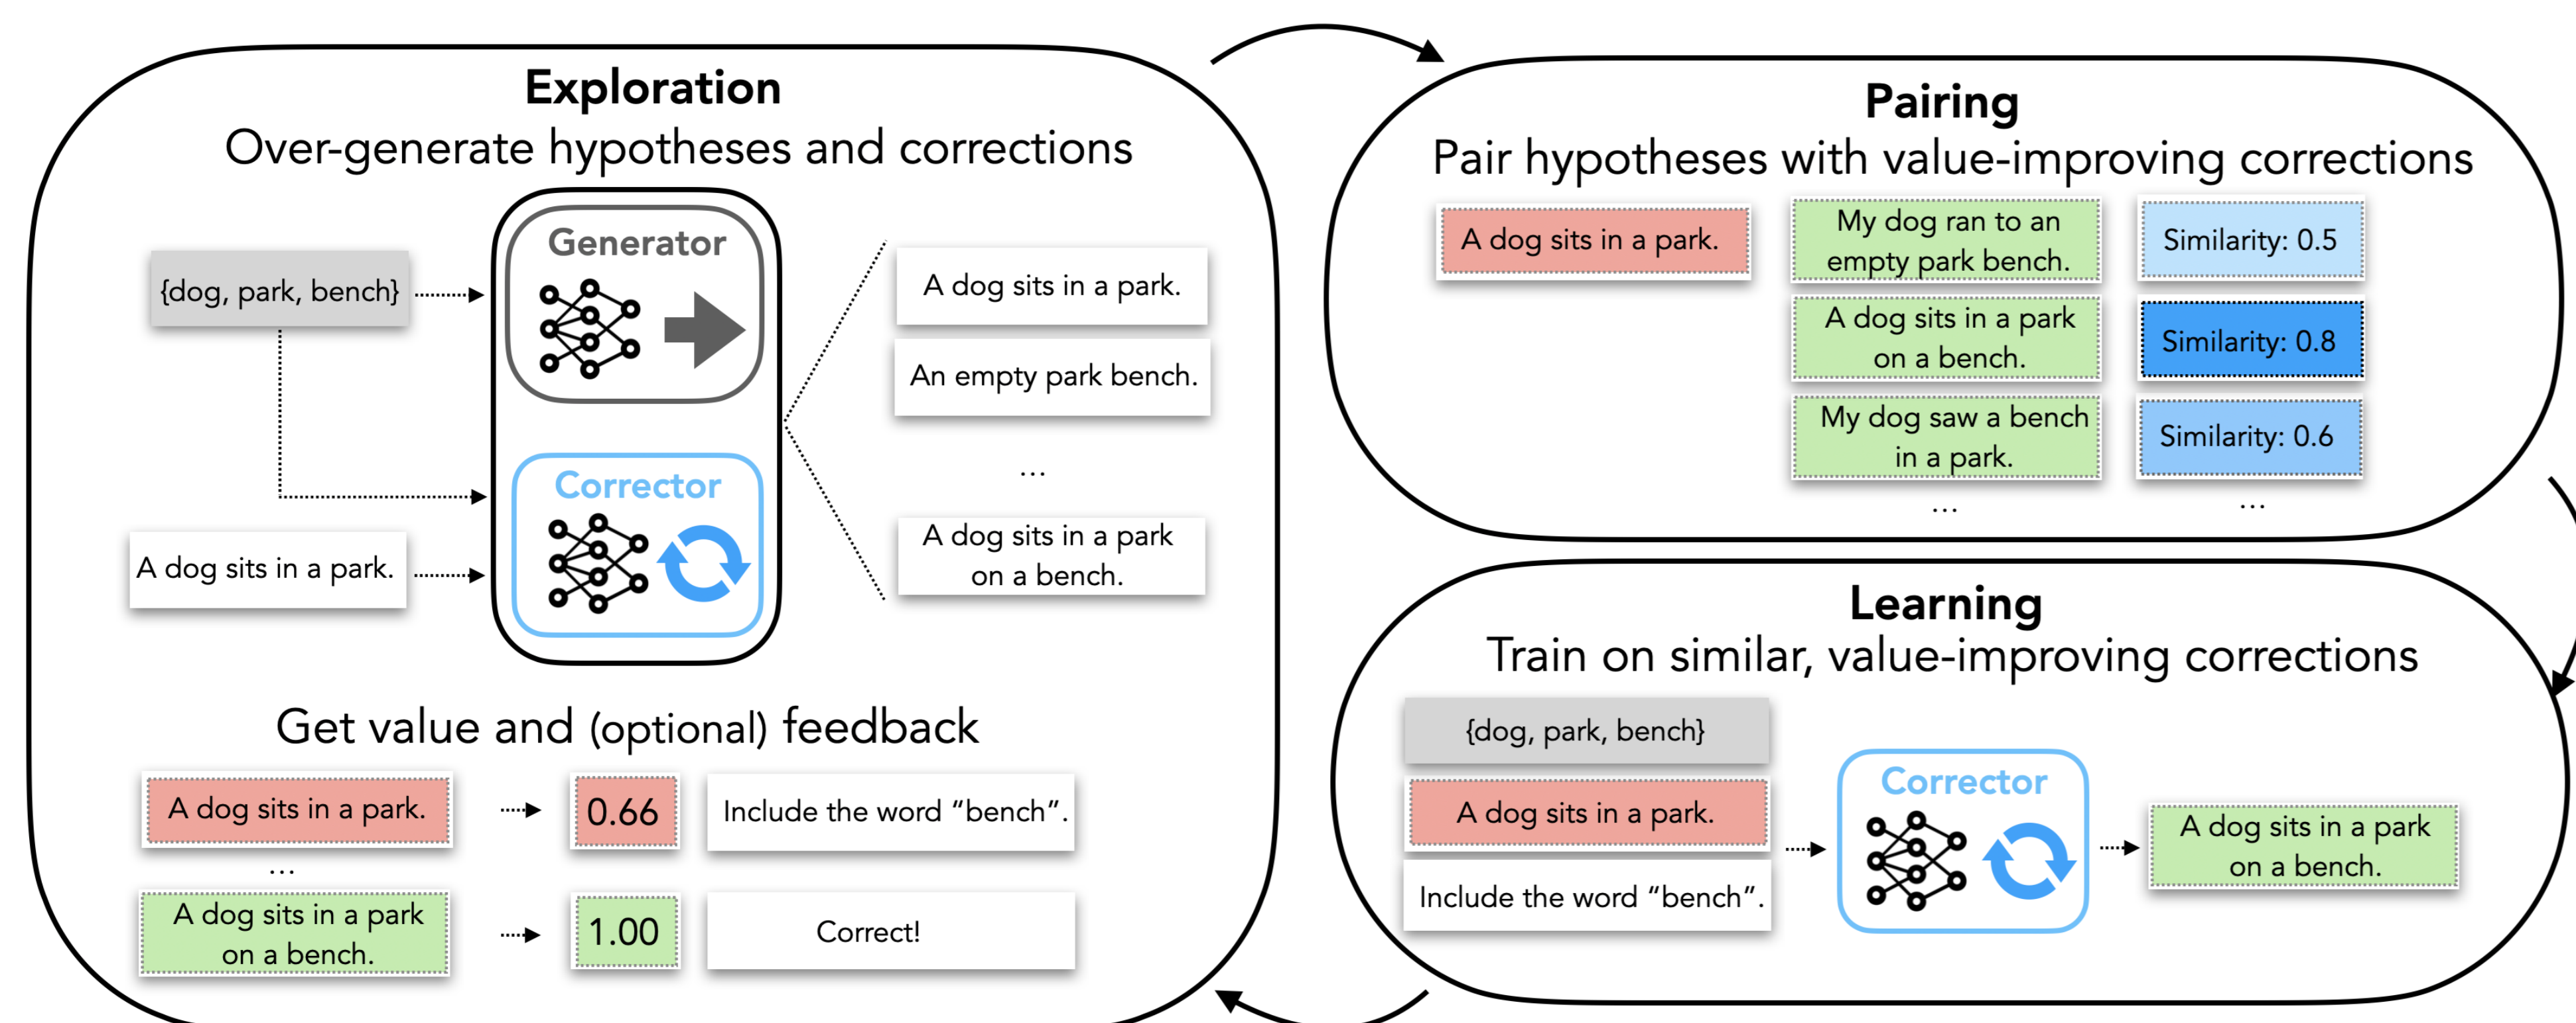 Exploration
Over-generate hypotheses and corrections
{dog, park, bench}
Generator
Corrector
A dog sits in a park.
A dog sits in a park.
An empty park bench.
...
A dog sits in a park
on a bench.
Get value and (optional) feedback
A dog sits in a park.
0.66
Include the word “bench”.
...
A dog sits in a park
on a bench.
1.00
Correct!
Pairing
Pair hypotheses with value-improving corrections
A dog sits in a park.
My dog ran to an
empty park bench.
Similarity: 0.5
A dog sits in a park
on a bench.
Similarity: 0.8
My dog saw a bench
in a park.
Similarity: 0.6
...
...
Learning
Train on similar, value-improving corrections
{dog, park, bench}
A dog sits in a park.
Include the word “bench”.
Corrector
A dog sits in a park
on a bench.